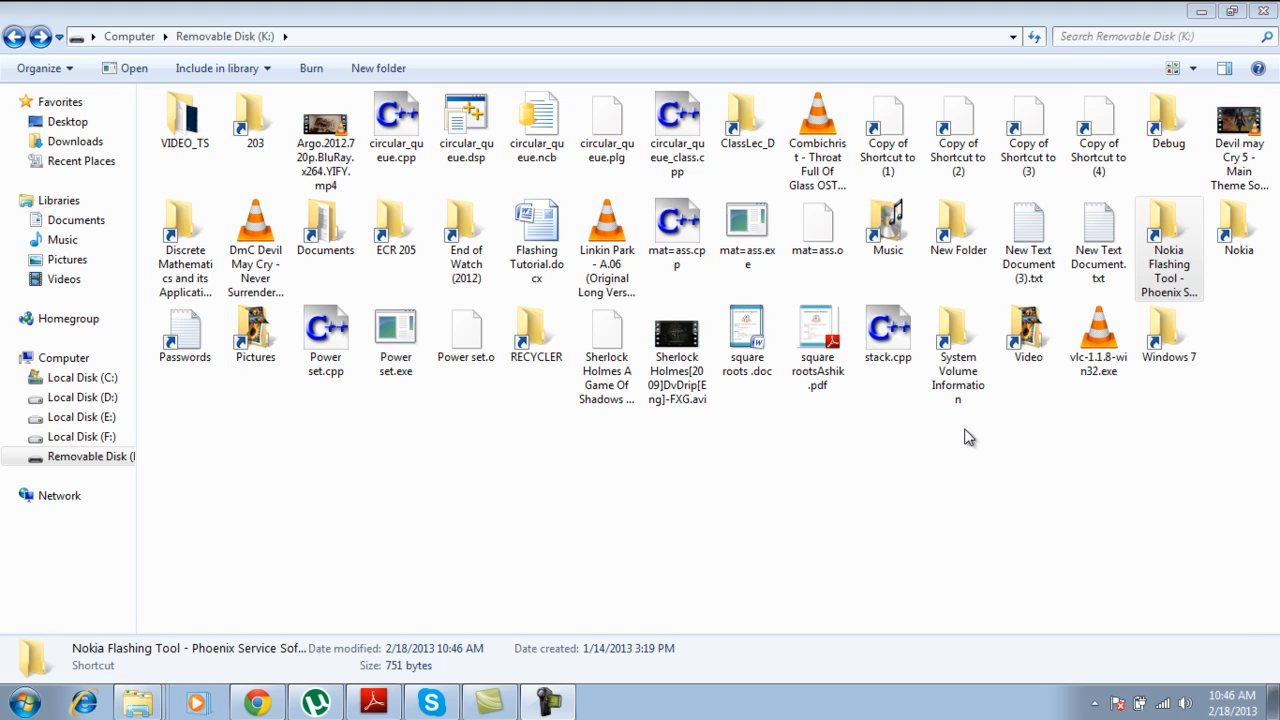 Computer Removable Disk (K:) Search Removable Disk (K:)
Organize Open Include in library Burn New folder
Favorites
Desktop
Downloads
Recent Places
Libraries
Documents
Music
Pictures
Videos
Homegroup
Computer
Local Disk (C:)
Local Disk (D:)
Local Disk (E:)
Local Disk (F:)
Removable Disk (
Network
VIDEO_TS
203
Argo.2012.7
20p.BluRay.
x264.YIFY.
mp4
C++
circular_qu
eue.cpp
circular_qu
eue.dsp
circular_qu
eue.ncb
circular_qu
eue.plg
C++
circular_qu
eue_class.c
pp
ClassLec_D
Combichris
t - Throat
Full Of
Glass OST...
Copy of
Shortcut to
(1)
Copy of
Shortcut to
(2)
Copy of
Shortcut to
(3)
Copy of
Shortcut to
(4)
Debug
Devil may
Cry 5 -
Main
Theme So...
Discrete
Mathemati
cs and its
Applicati...
DmC Devil
May Cry -
Never
Surrender...
Documents
ECR 205
End of
Watch
(2012)
Flashing
Tutorial.do
cx
Linkin Park
- A.06
(Original
Long Vers...
C++
mat=ass.cp
p
mat=ass.ex
e
mat=ass.o
Music
New Folder
New Text
Document
(3).txt
New Text
Document.
txt
Nokia
Flashing
Tool -
Phoenix S...
Nokia
Passwords
Pictures
C++
Power
set.cpp
Power
set.exe
Power set.o
RECYCLER
Sherlock
Holmes A
Game Of
Shadows ...
Sherlock
Holmes[20
09]DvDrip[E
ng]-FXG.avi
square
roots .doc
square
rootsAshik
.pdf
C++
stack.cpp
System
Volume
Informatio
n
Video
vlc-1.1.8-wi
n32.exe
Windows 7
Nokia Flashing Tool - Phoenix Service Sof... Date modified: 2/18/2013 10:46 AM Date created: 1/14/2013 3:19 PM
Shortcut Size: 751 bytes
10:46 AM
2/18/2013